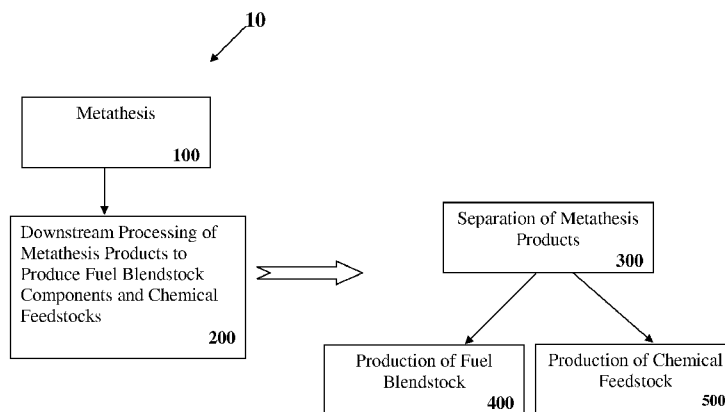 10
Metathesis
100
Downstream Processing of
Metathesis Products to
Produce Fuel Blendstock
Components and Chemical
Feedstocks
200
Separation of Metathesis
Products
300
Production of Fuel
Blendstock
400
Production of Chemical
Feedstock
500